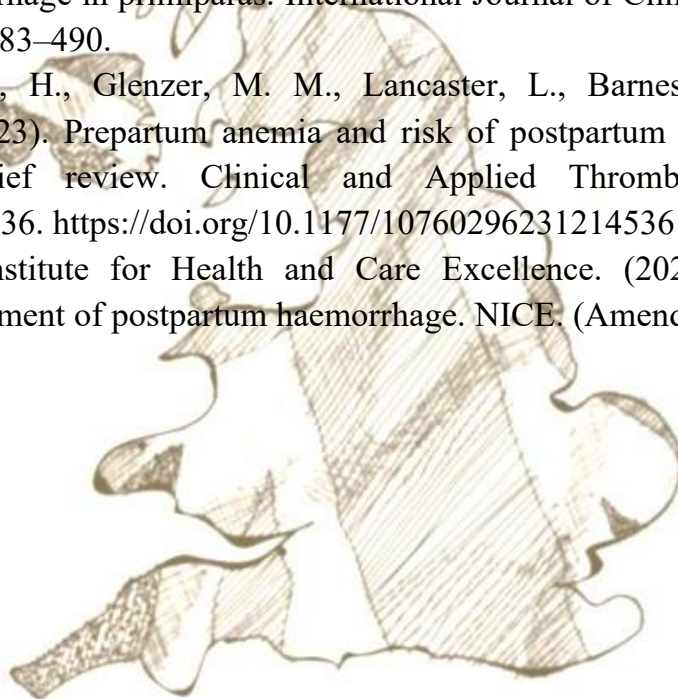 rhage in primiparas. International Journal of Clin
83–490.
, H., Glenzer, M. M., Lancaster, L., Barnes
23). Prepartum anemia and risk of postpartum
ief review. Clinical and Applied Thromb
36. https://doi.org/10.1177/10760296231214536
nstitute for Health and Care Excellence. (202
ment of postpartum haemorrhage. NICE. (Amend